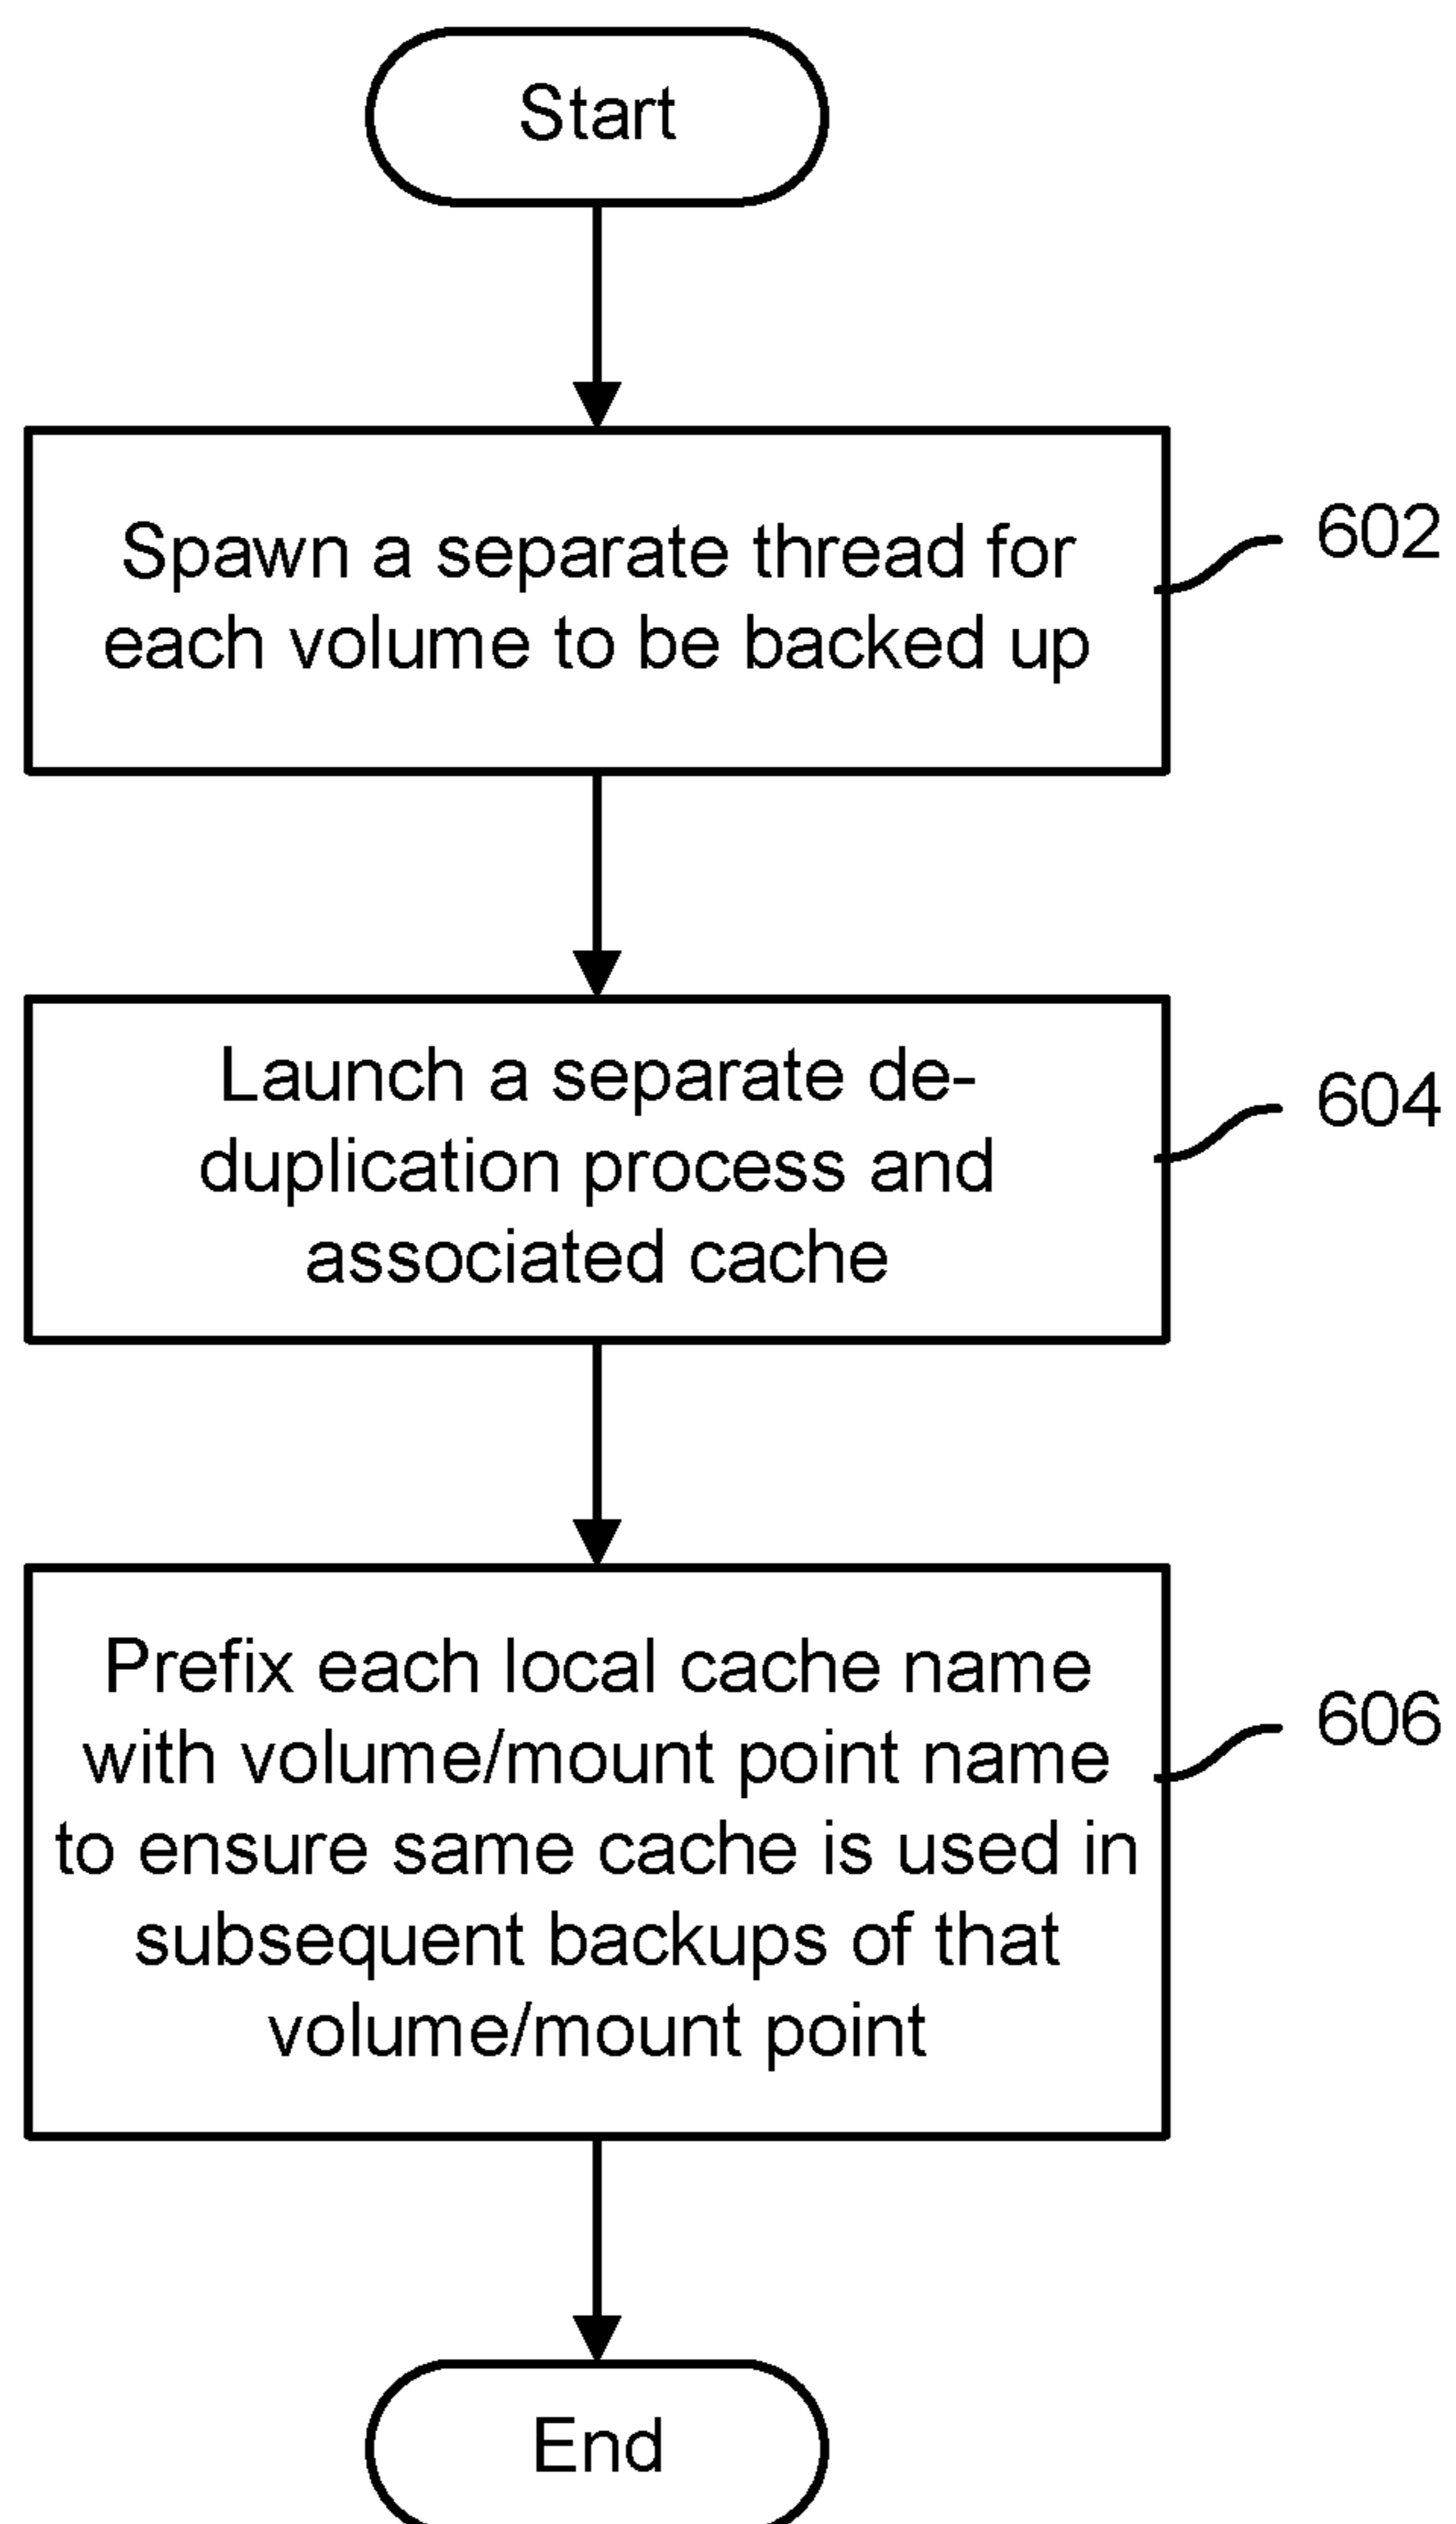 Start
Spawn a separate thread for
each volume to be backed up
602
Launch a separate de-
duplication process and
associated cache
604
Prefix each local cache name
with volume/mount point name
to ensure same cache is used in
subsequent backups of that
volume/mount point
606
End